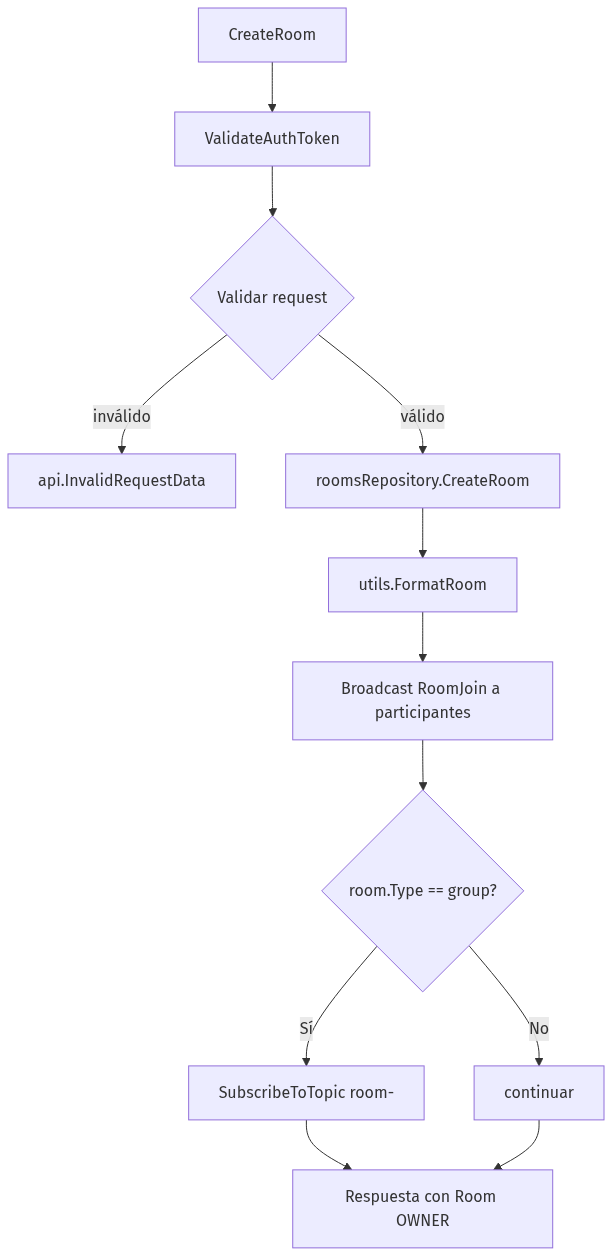 CreateRoom
ValidateAuthToken
Validar request
inválido
válido
api.InvalidRequestData
roomsRepository.CreateRoom
utils.FormatRoom
Broadcast RoomJoin a
participantes
room.Type == group?
Sí
No
SubscribeToTopic room-
continuar
Respuesta con Room
OWNER